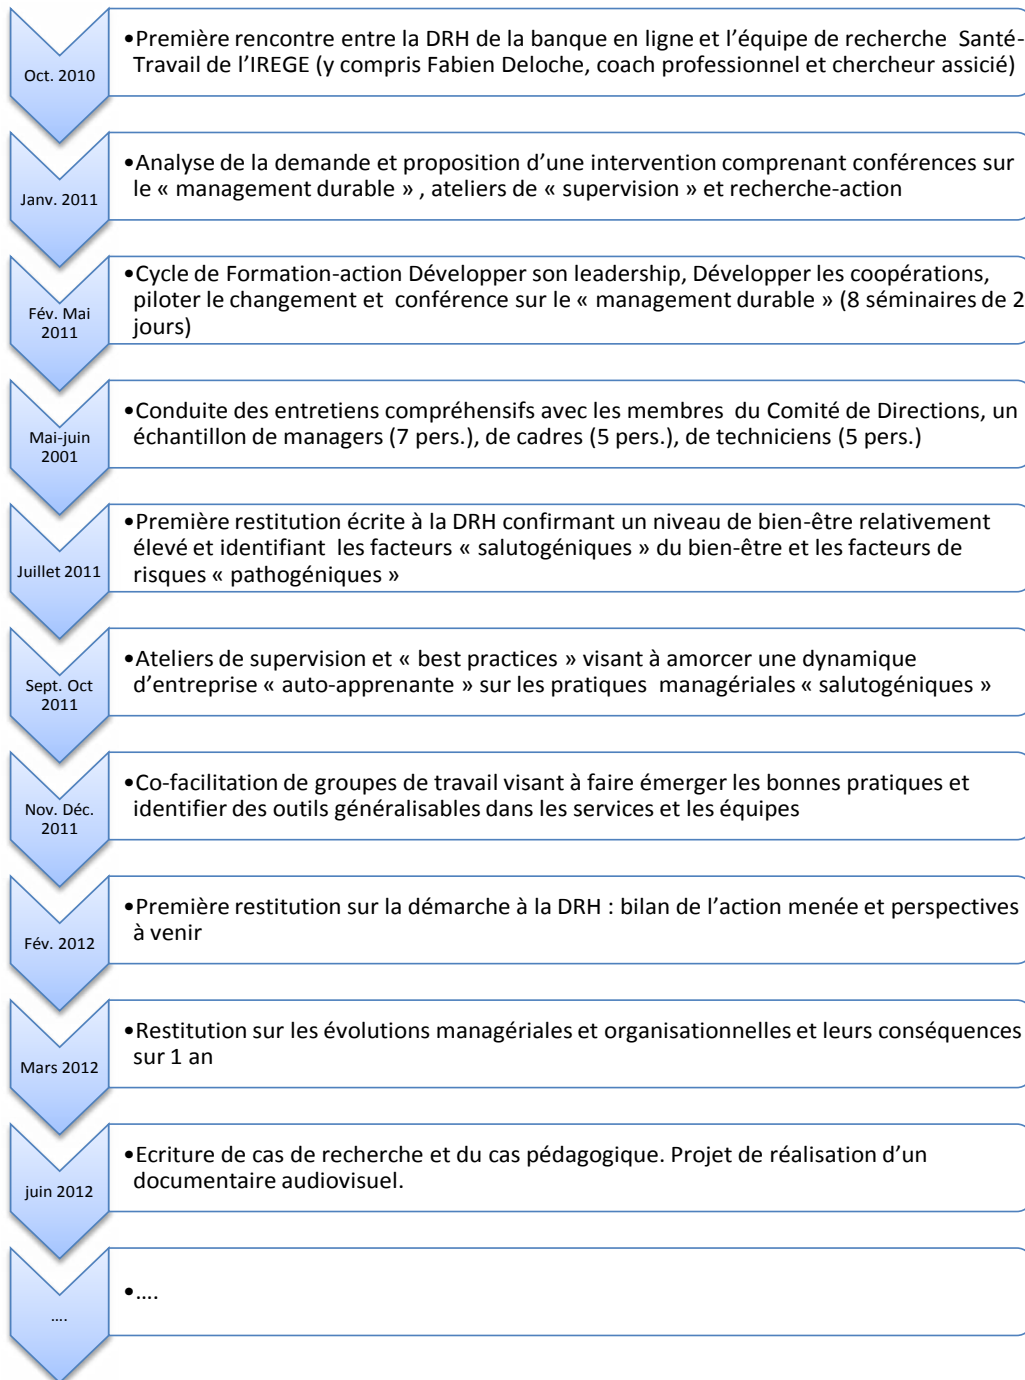 Oct. 2010
•Première rencontre entre la DRH de la banque en ligne et l'équipe de recherche Santé-
Travail de l'IREGE (y compris Fabien Deloche, coach professionnel et chercheur assicié)
Janv. 2011
•Analyse de la demande et proposition d'une intervention comprenant conférences sur
le « management durable » , ateliers de « supervision » et recherche-action
Fév. Mai
2011
•Cycle de Formation-action Développer son leadership, Développer les coopérations,
piloter le changement et conférence sur le « management durable » (8 séminaires de 2
jours)
Mai-juin
2001
•Conduite des entretiens compréhensifs avec les membres du Comité de Directions, un
échantillon de managers (7 pers.), de cadres (5 pers.), de techniciens (5 pers.)
Juillet 2011
•Première restitution écrite à la DRH confirmant un niveau de bien-être relativement
élevé et identifiant les facteurs « salutogéniques » du bien-être et les facteurs de
risques « pathogéniques »
Sept. Oct
2011
•Ateliers de supervision et « best practices » visant à amorcer une dynamique
d'entreprise « auto-apprenante » sur les pratiques managériales « salutogéniques »
Nov. Déc.
2011
•Co-facilitation de groupes de travail visant à faire émerger les bonnes pratiques et
identifier des outils généralisables dans les services et les équipes
Fév. 2012
•Première restitution sur la démarche à la DRH : bilan de l'action menée et perspectives
à venir
Mars 2012
•Restitution sur les évolutions managériales et organisationnelles et leurs conséquences
sur 1 an
juin 2012
•Ecriture de cas de recherche et du cas pédagogique. Projet de réalisation d'un
documentaire audiovisuel.
....
•....